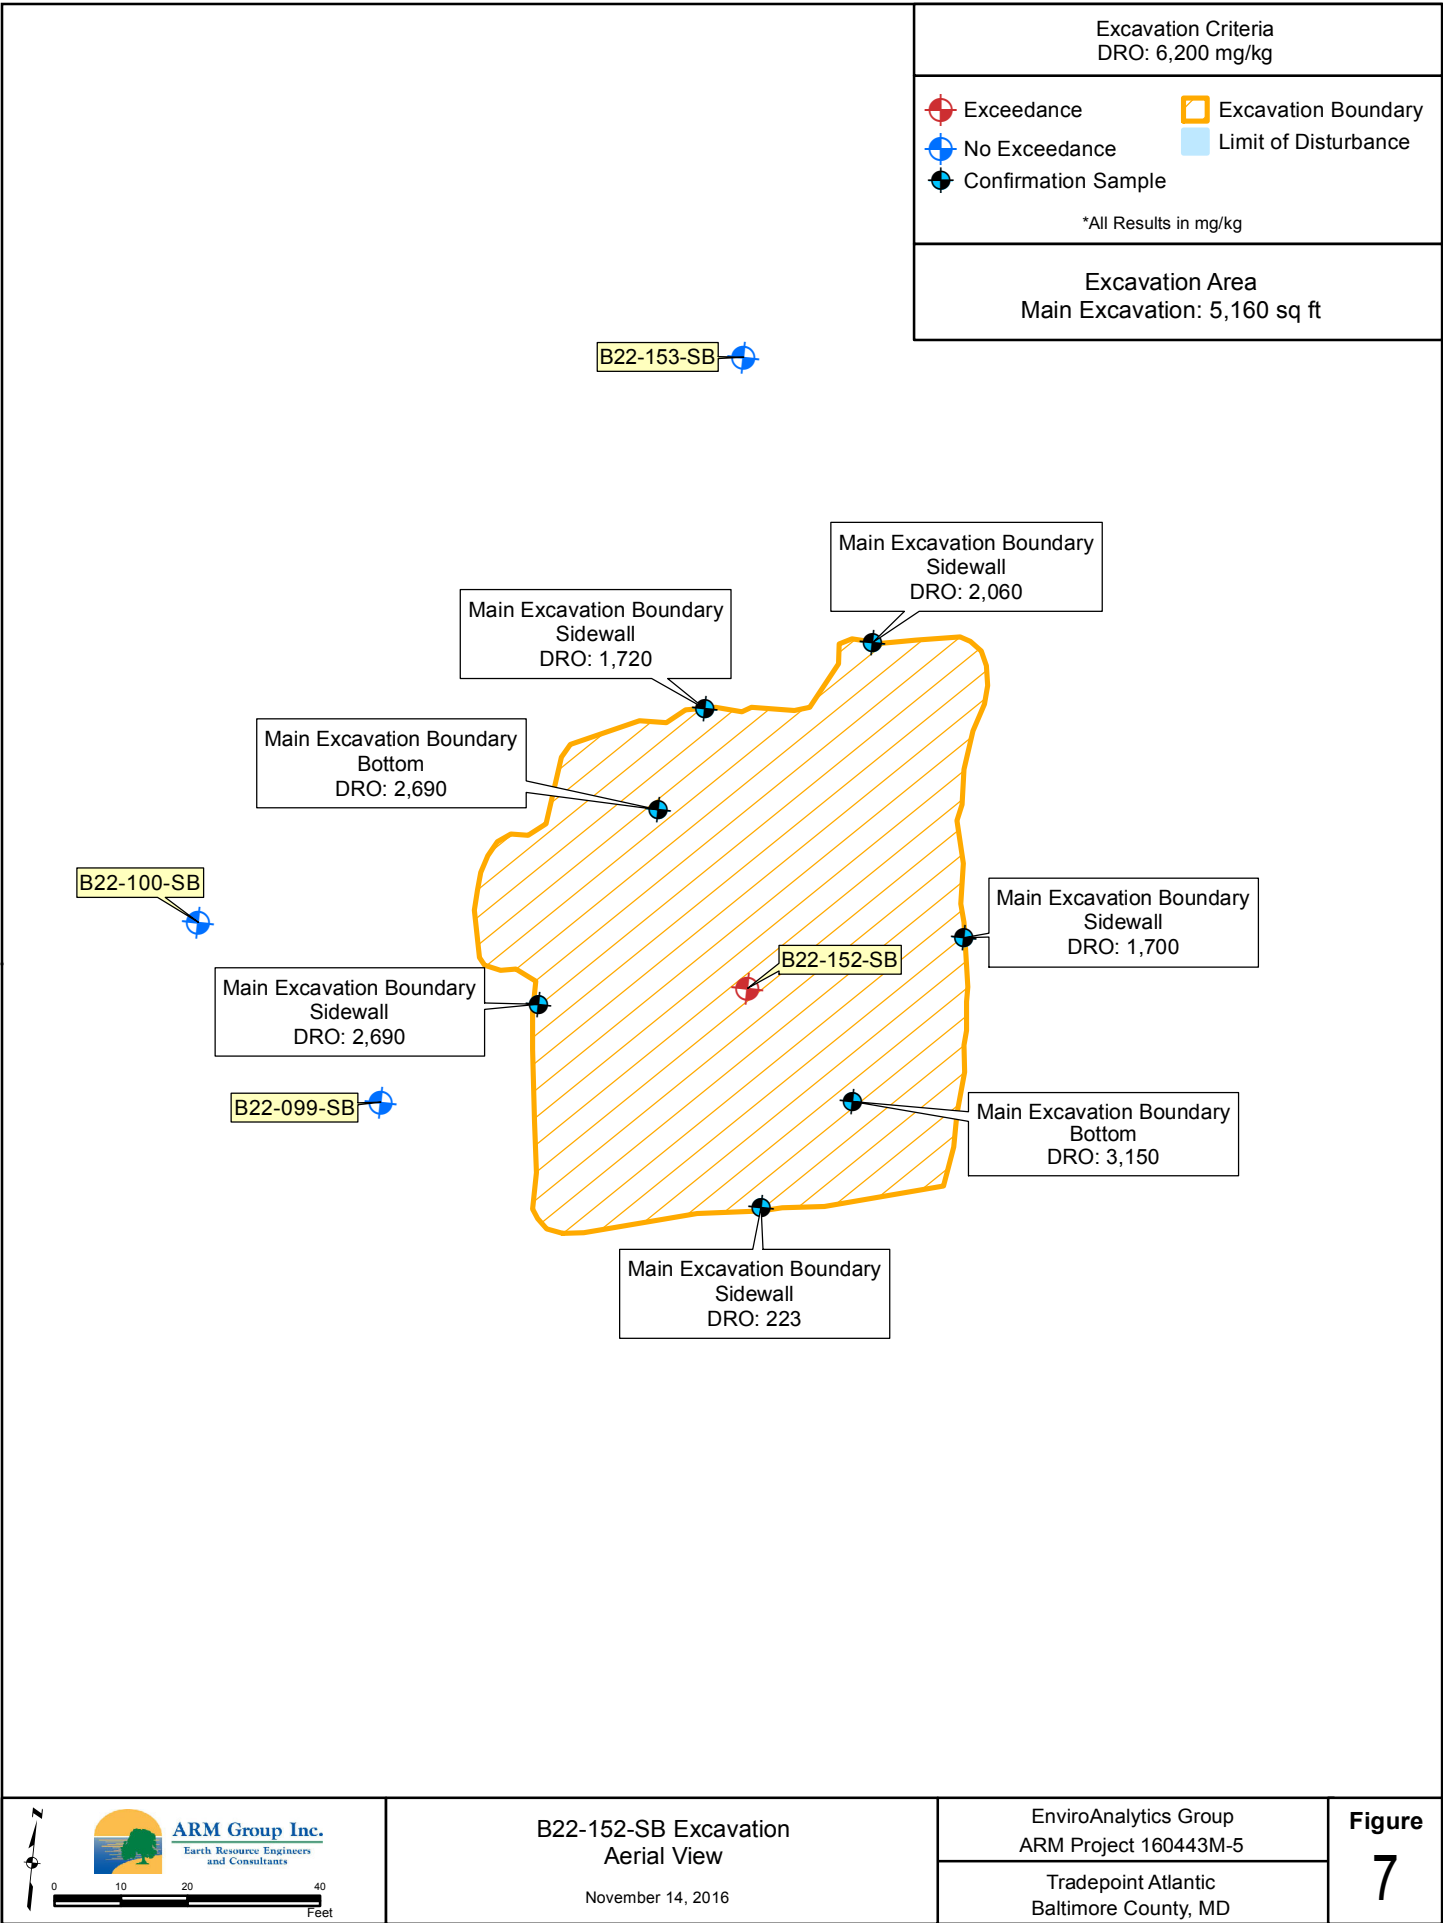 Excavation Criteria
DRO: 6,200 mg/kg
Exceedance
Excavation Boundary
No Exceedance
Limit of Disturbance
Confirmation Sample
*All Results in mg/kg
Excavation Area
Main Excavation: 5,160 sq ft
B22-153-SB
Main Excavation Boundary
Sidewall
DRO: 2,060
Main Excavation Boundary
Sidewall
DRO: 1,720
Main Excavation Boundary
Bottom
DRO: 2,690
B22-100-SB
Main Excavation Boundary
Sidewall
DRO: 1,700
B22-152-SB
Main Excavation Boundary
Sidewall
DRO: 2,690
B22-099-SB
Main Excavation Boundary
Bottom
DRO: 3,150
Main Excavation Boundary
Sidewall
DRO: 223
N
ARM Group Inc.
Earth Resource Engineers
and Consultants
0 10 20 40
Feet
B22-152-SB Excavation
Aerial View
November 14, 2016
EnviroAnalytics Group
ARM Project 160443M-5
Tradepoint Atlantic
Baltimore County, MD
Figure
7